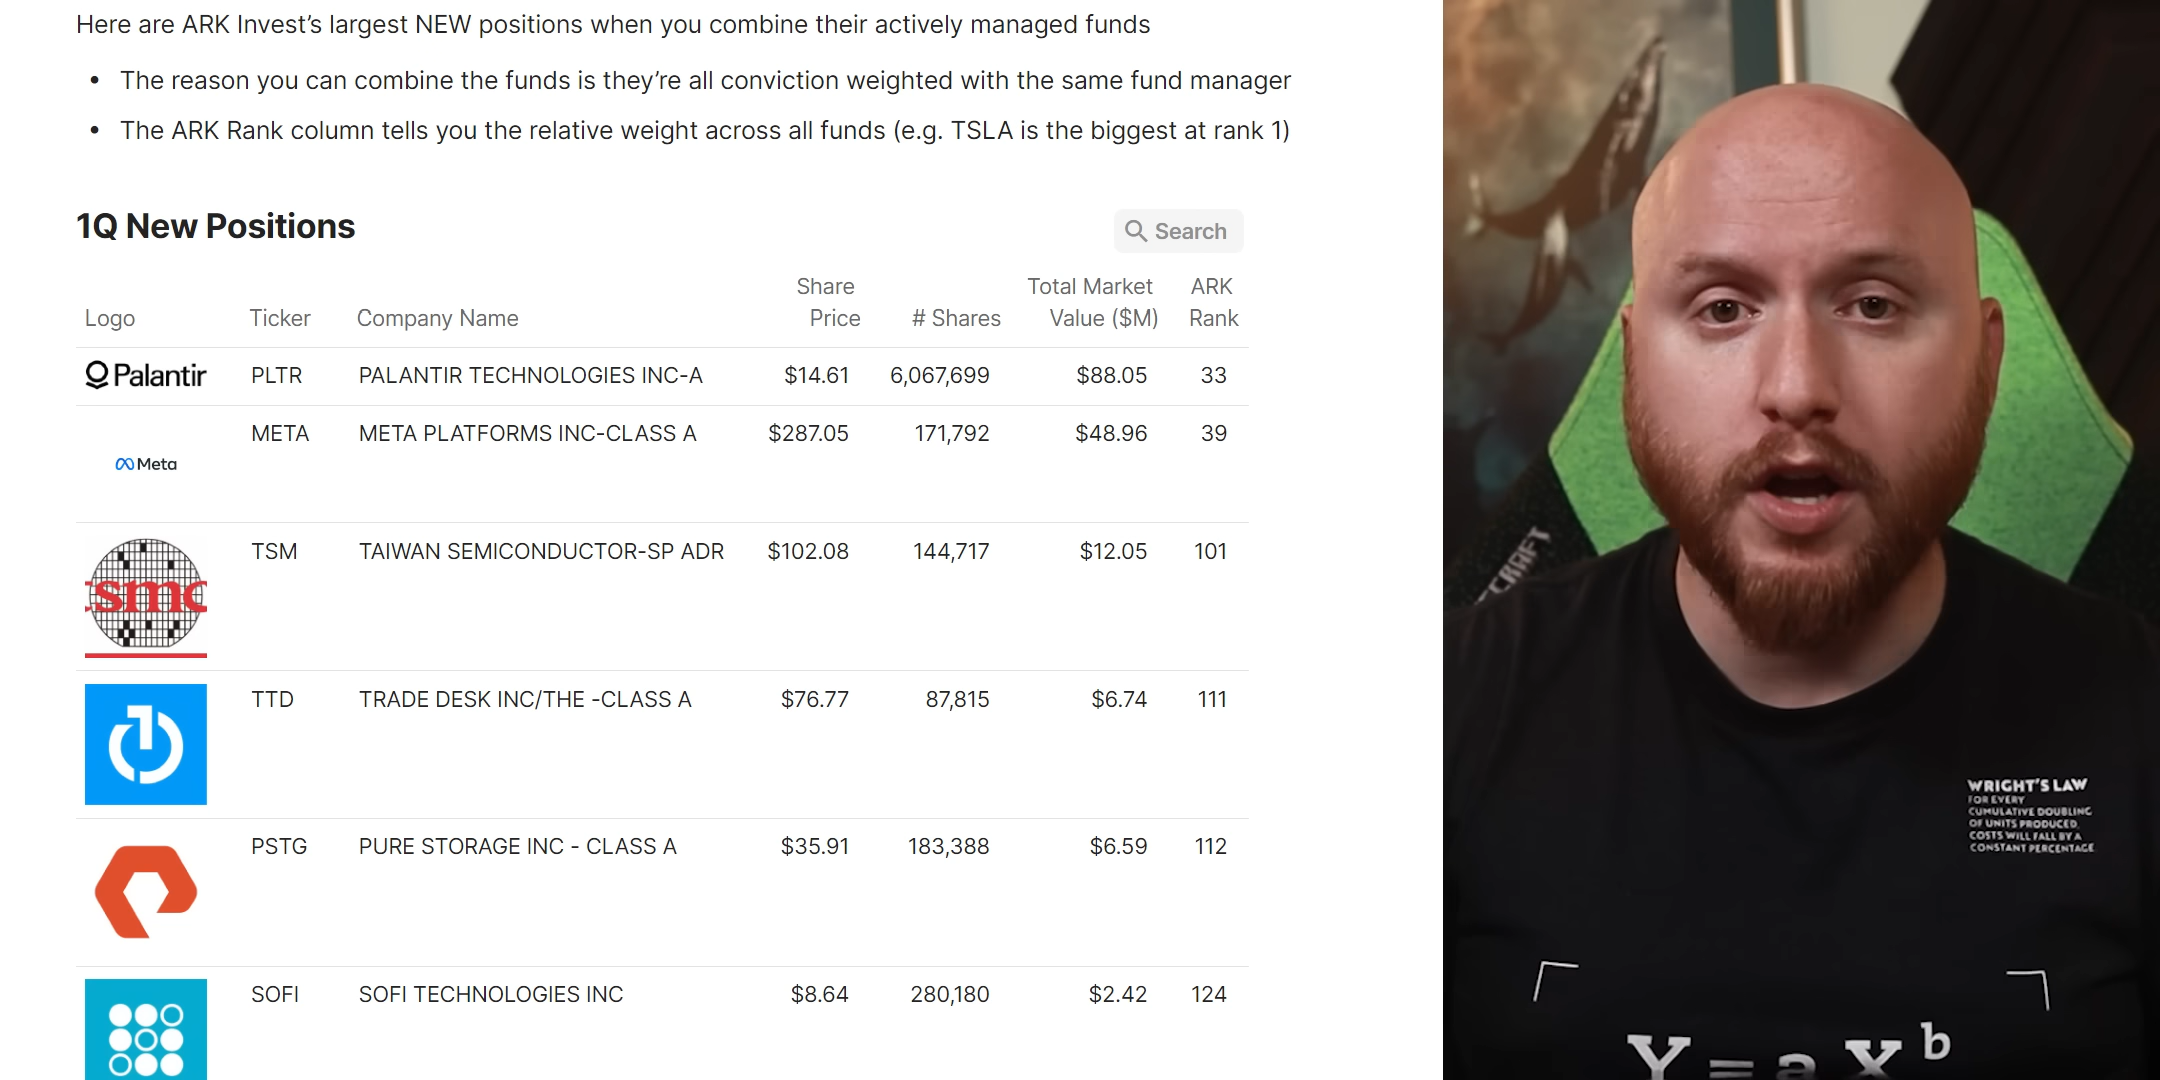 Here are ARK Invest’s largest NEW positions when you combine their actively managed funds
• The reason you can combine the funds is they’re all conviction weighted with the same fund manager
• The ARK Rank column tells you the relative weight across all funds (e.g. TSLA is the biggest at rank 1)
1Q New Positions
Search
Logo Ticker Company Name Share Price # Shares Total Market Value ($M) ARK Rank
Palantir PLTR PALANTIR TECHNOLOGIES INC-A $14.61 6,067,699 $88.05 33
Meta META META PLATFORMS INC-CLASS A $287.05 171,792 $48.96 39
smc TSM TAIWAN SEMICONDUCTOR-SP ADR $102.08 144,717 $12.05 101
TTD TRADE DESK INC/THE -CLASS A $76.77 87,815 $6.74 111
PSTG PURE STORAGE INC - CLASS A $35.91 183,388 $6.59 112
SOFI SOFI TECHNOLOGIES INC $8.64 280,180 $2.42 124
CRAFT
WRIGHT'S LAW
FOR EVERY
CUMULATIVE DOUBLING
OF UNITS PRODUCED,
COSTS WILL FALL BY A
CONSTANT PERCENTAGE
Y = a X b